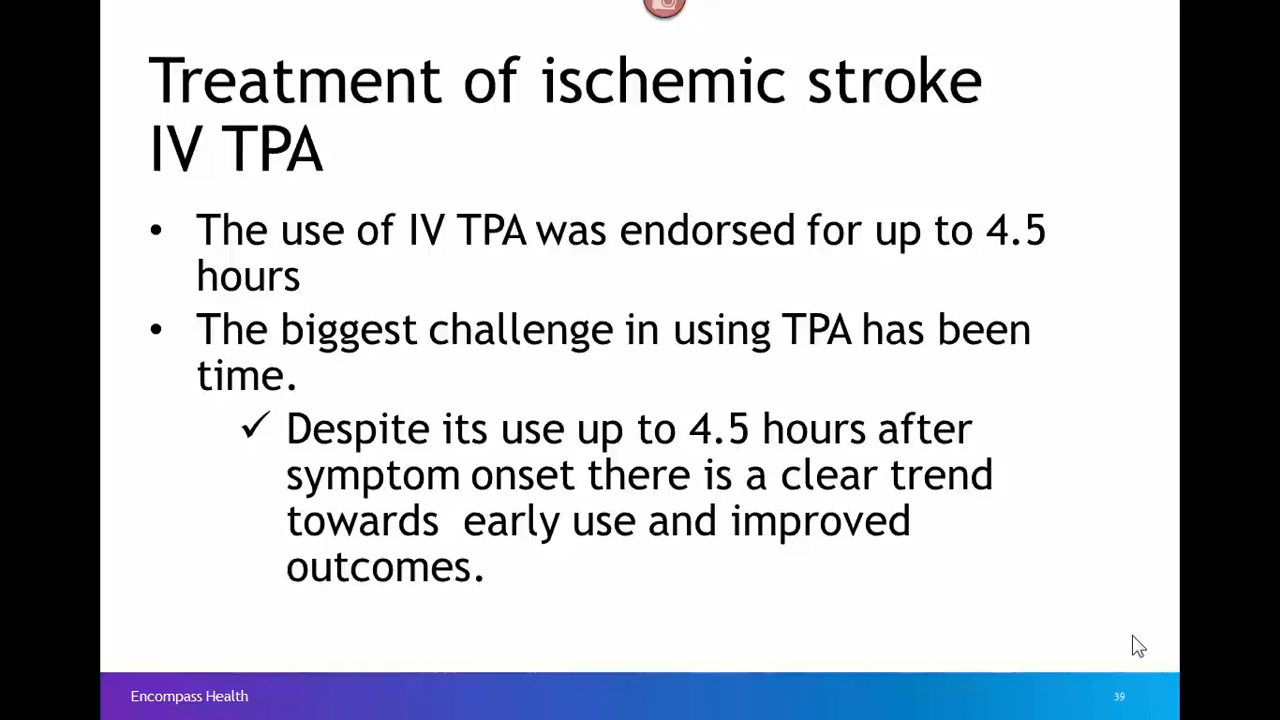 Treatment of ischemic stroke
IV TPA
• The use of IV TPA was endorsed for up to 4.5
hours
• The biggest challenge in using TPA has been
time.
✓ Despite its use up to 4.5 hours after
symptom onset there is a clear trend
towards  early use and improved
outcomes.
Encompass Health
39